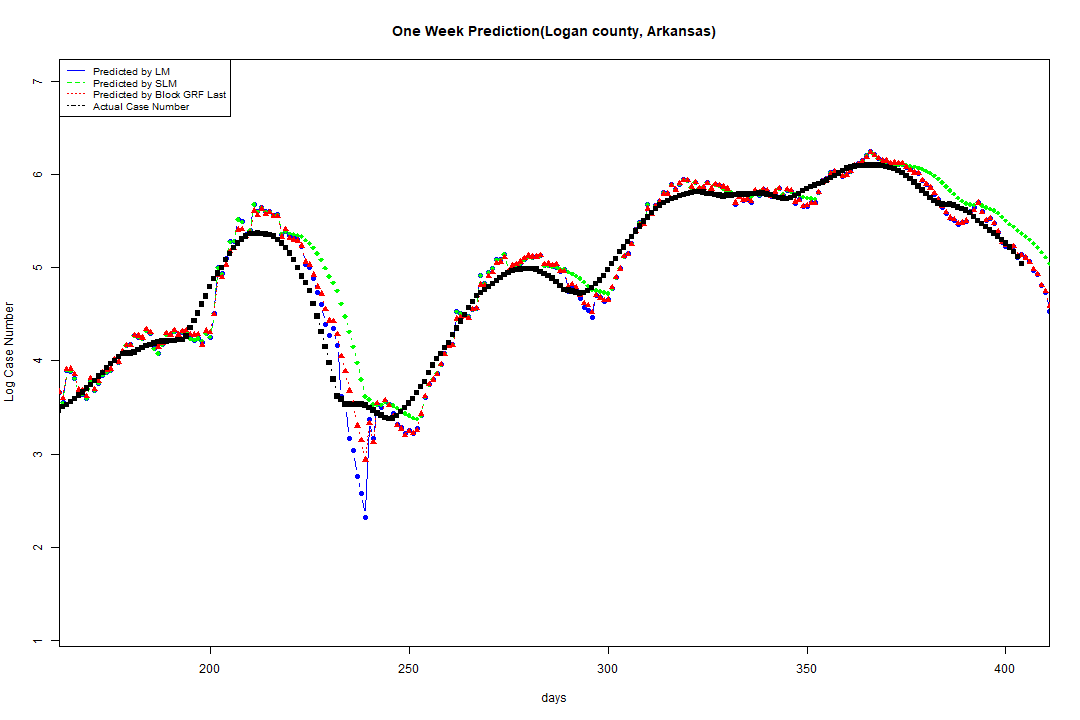 One Week Prediction(Logan county, Arkansas)
Predicted by LM
Predicted by SLM
Predicted by Block GRF Last
Actual Case Number
7
6
5
4
3
2
1
Log Case Number
200 250 300 350 400
days